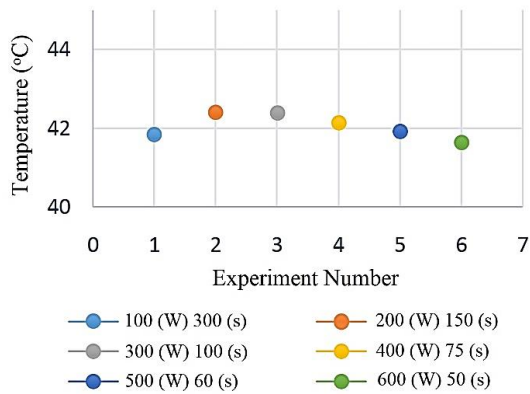 Temperature (°C)
44
42
40
0 1 2 3 4 5 6 7
Experiment Number
100 (W) 300 (s) 200 (W) 150 (s)
300 (W) 100 (s) 400 (W) 75 (s)
500 (W) 60 (s) 600 (W) 50 (s)